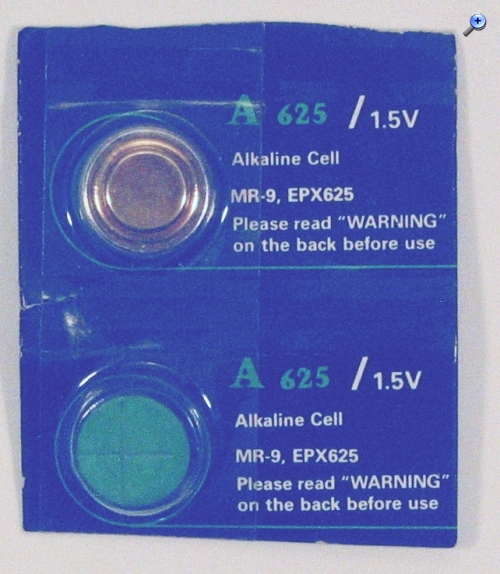 A 625 / 1.5V
Alkaline Cell
MR-9, EPX625
Please read "WARNING"
on the back before use
A 625 / 1.5V
Alkaline Cell
MR-9, EPX625
Please read "WARNING"
on the back before use